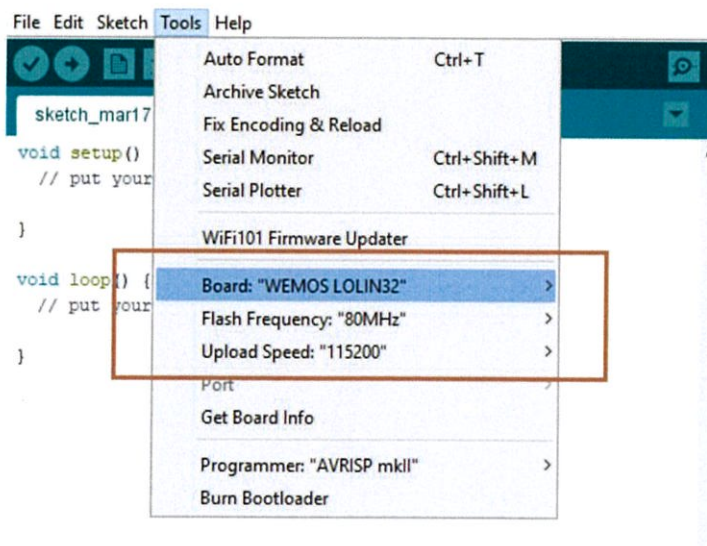 File Edit Sketch Tools Help
Auto Format Ctrl+T
Archive Sketch
sketch_mar17
Fix Encoding & Reload
void setup()
Serial Monitor Ctrl+Shift+M
// put your
Serial Plotter Ctrl+Shift+L
}
WiFi101 Firmware Updater
void loop() {
Board: "WEMOS LOLIN32" >
// put your
Flash Frequency: "80MHz" >
Upload Speed: "115200" >
}
Port >
Get Board Info
Programmer: "AVRISP mkII" >
Burn Bootloader